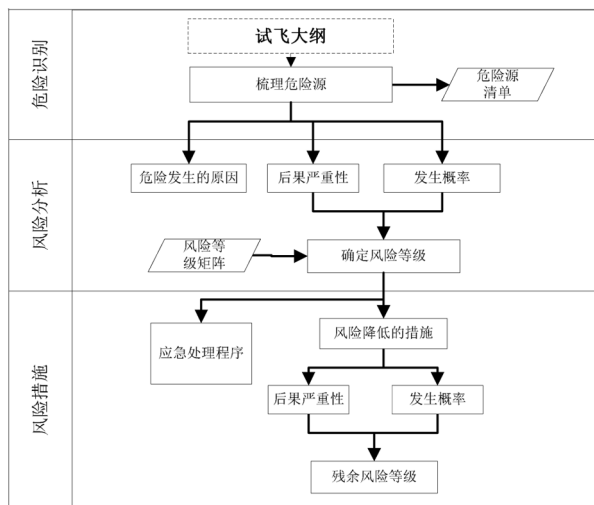 试飞大纲
危险识别
梳理危险源
危险源
清单
风险分析
危险发生的原因
后果严重性
发生概率
风险等
级矩阵
确定风险等级
风险措施
应急处理程序
风险降低的措施
后果严重性
发生概率
残余风险等级